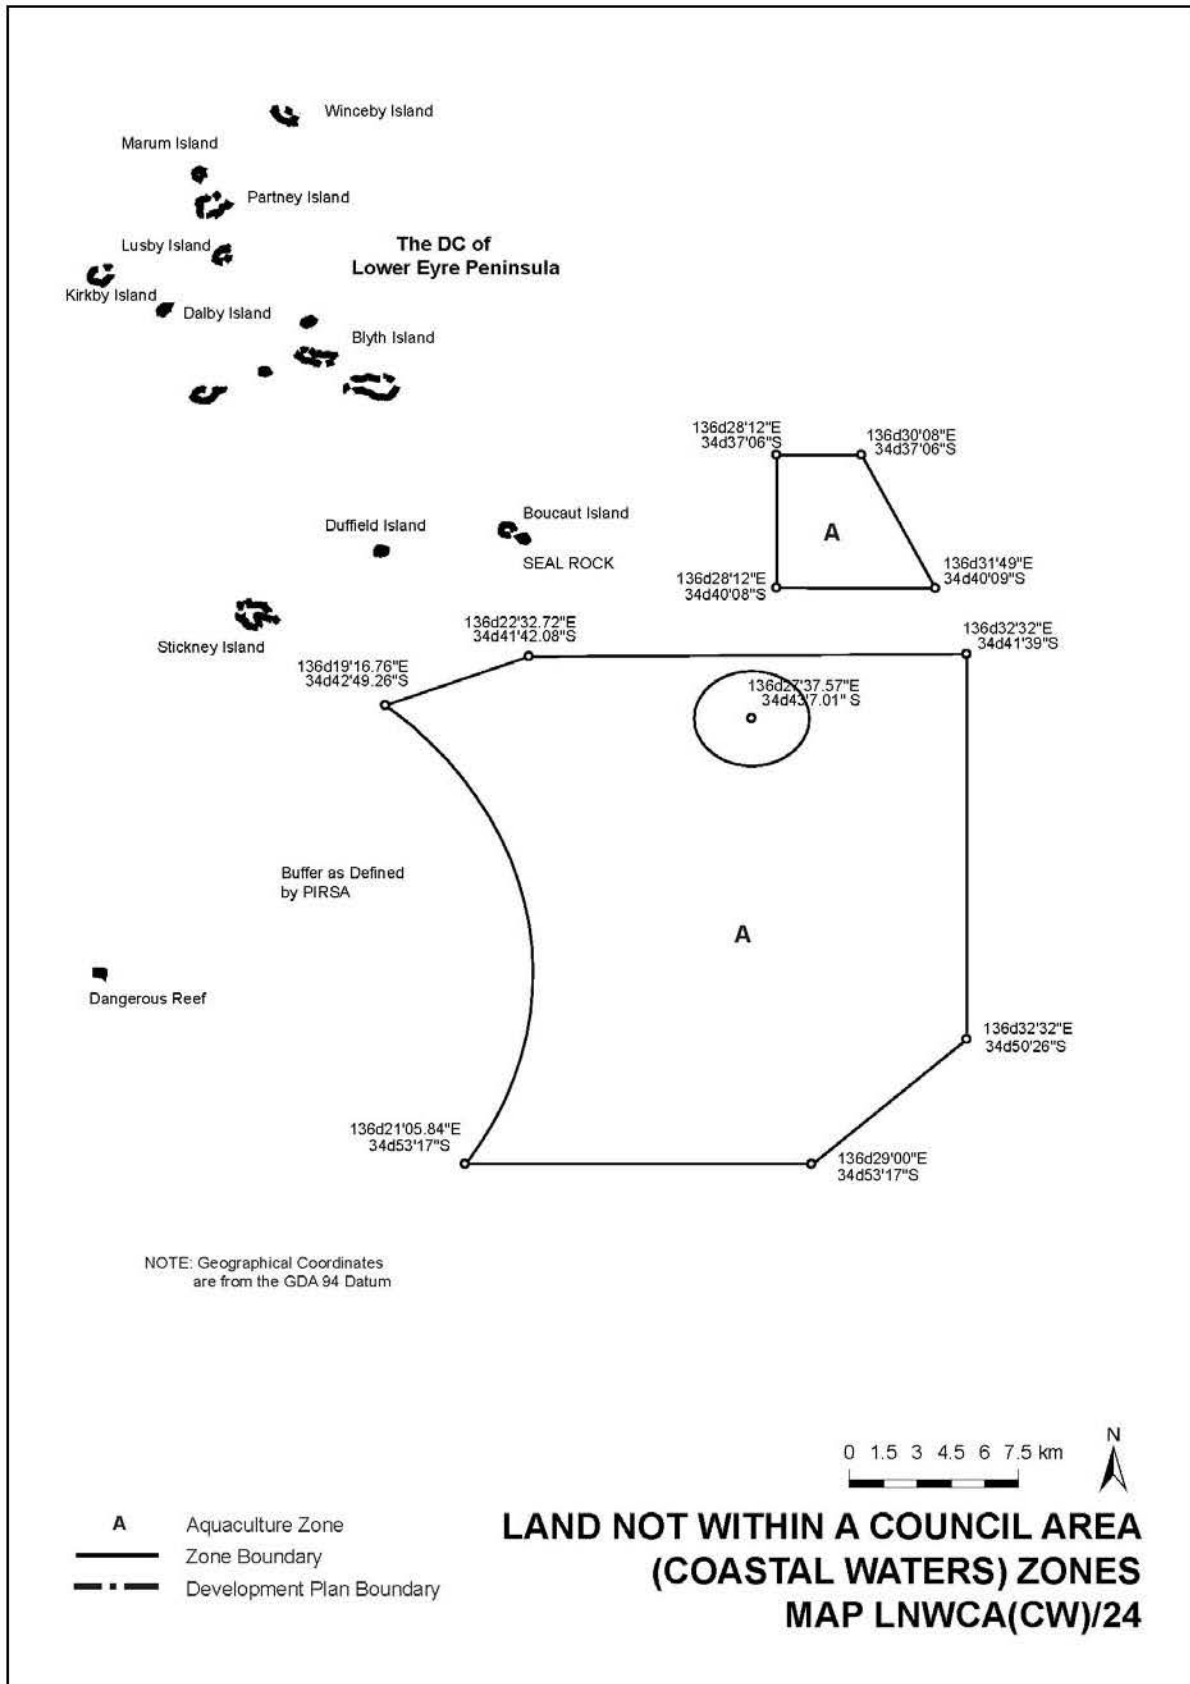 Winceby Island
Marum Island
Partney Island
Lusby Island
The DC of
Lower Eyre Peninsula
Kirkby Island
Dalby Island
Blyth Island
136d28'12"E
34d37'06"S
136d30'08"E
34d37'06"S
Duffield Island
Boucaut Island
SEAL ROCK
A
136d28'12"E
34d40'08"S
136d31'49"E
34d40'09"S
Stickney Island
136d22'32.72"E
34d41'42.08"S
136d32'32"E
34d41'39"S
136d19'16.76"E
34d42'49.26"S
136d27'37.57"E
34d43'7.01" S
Buffer as Defined
by PIRSA
A
Dangerous Reef
136d32'32"E
34d50'26"S
136d21'05.84"E
34d53'17"S
136d29'00"E
34d53'17"S
NOTE: Geographical Coordinates
are from the GDA 94 Datum
N
0 1.5 3 4.5 6 7.5 km
A Aquaculture Zone
Zone Boundary
Development Plan Boundary
LAND NOT WITHIN A COUNCIL AREA
(COASTAL WATERS) ZONES
MAP LNWCA(CW)/24